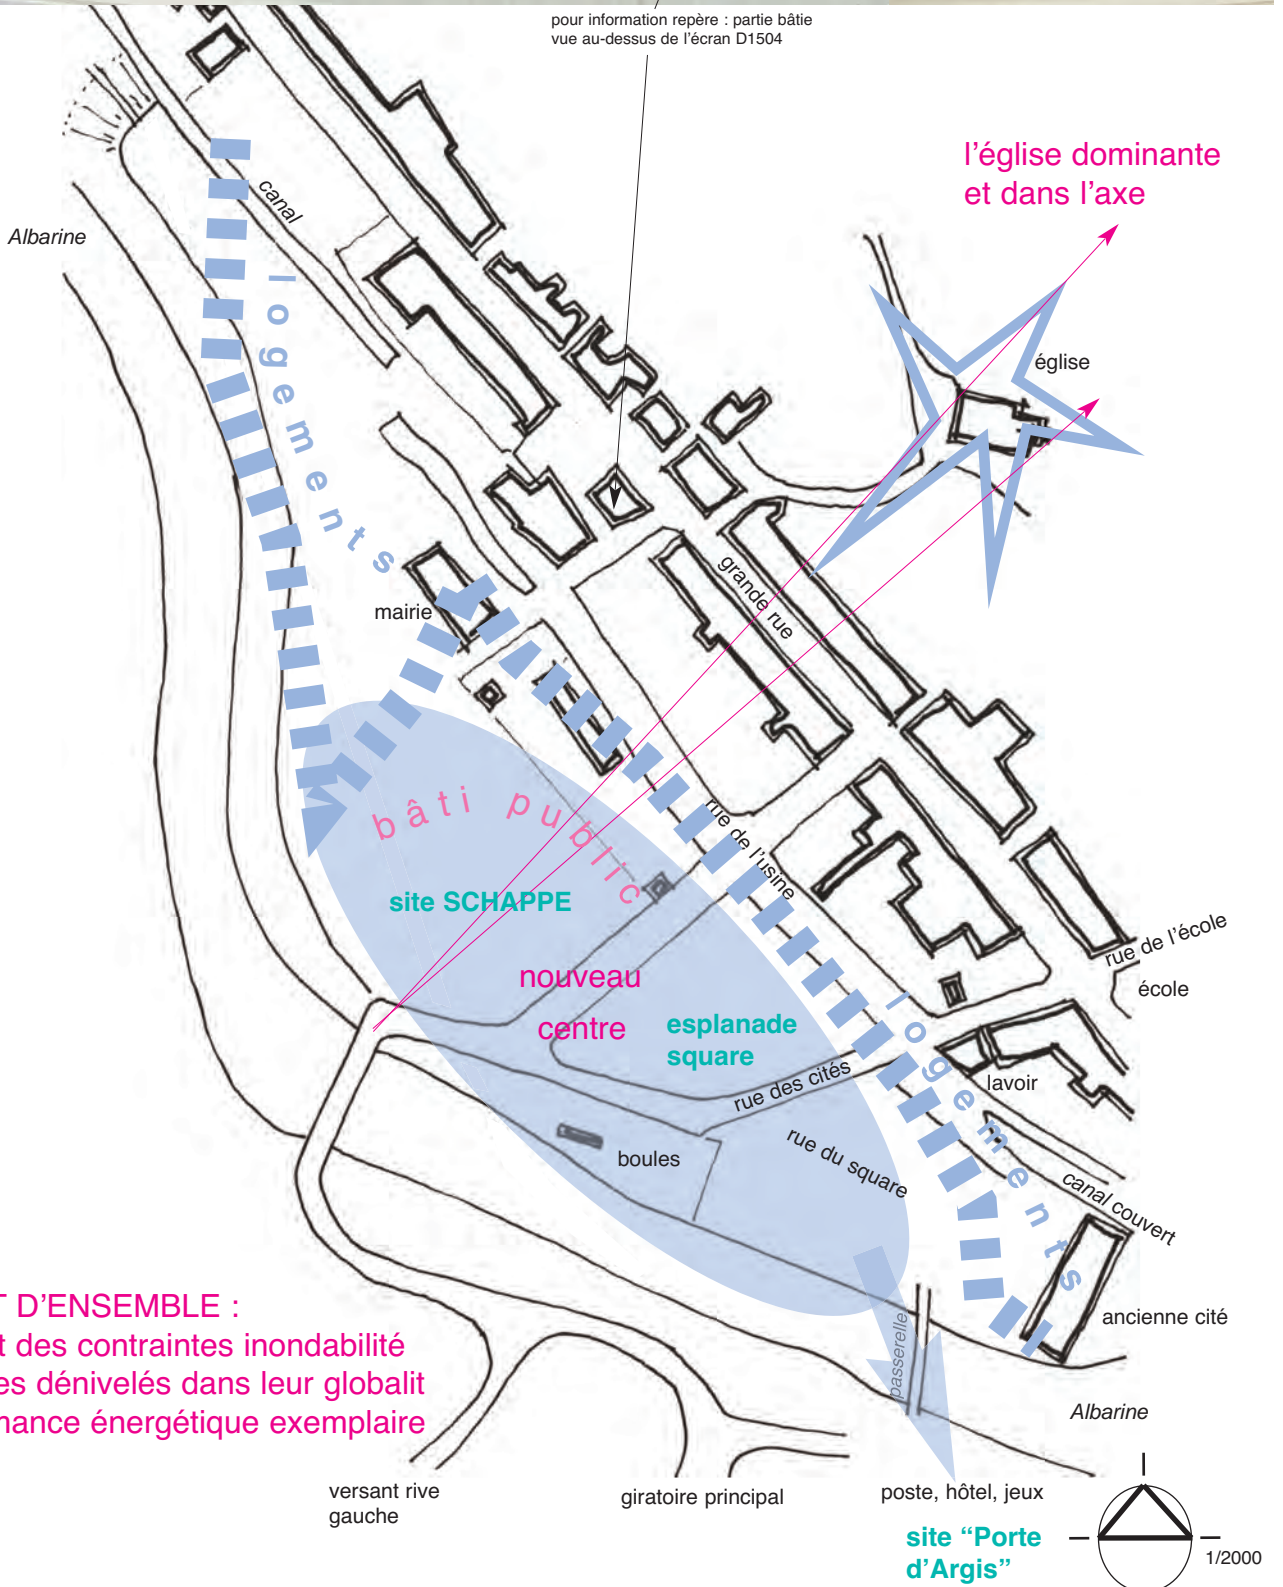 pour information repère : partie bâtie
vue au-dessus de l'écran D1504
l'église dominante
et dans l'axe
canal
Albarine
logements
église
grande rue
mairie
bâti public
rue de l'usine
site SCHAPPE
rue de l'école
école
nouveau
centre
esplanade
square
logements
lavoir
rue des cités
boules
rue du square
canal couvert
T D'ENSEMBLE :
t des contraintes inondabilité
es dénivelés dans leur globalit
mance énergétique exemplaire
ancienne cité
passerelle
Albarine
versant rive
gauche
giratoire principal
poste, hôtel, jeux
site “Porte
d'Argis”
1/2000